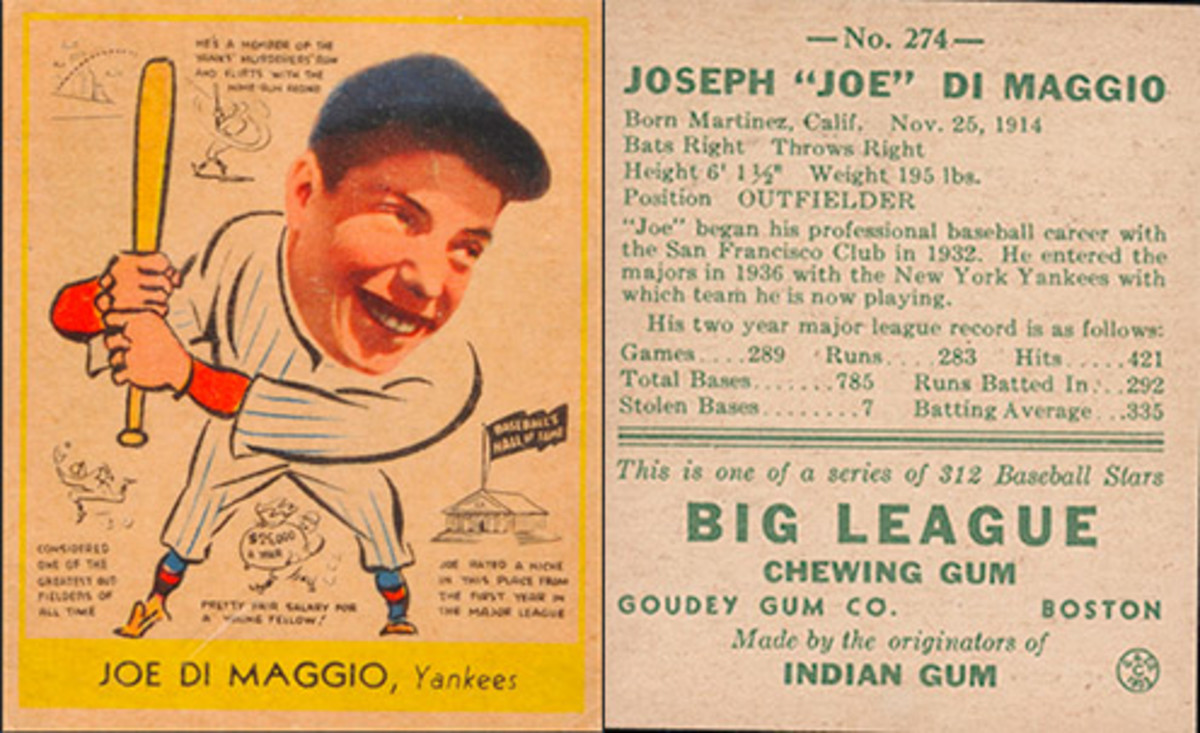 HE'S A MEMBER OF THE
YANKS' MURDERERS' ROW
AND FLIRTS WITH THE
HOME RUN RECORD
BASEBALL'S
HALL OF FAME
$25,000
A YEAR
CONSIDERED
ONE OF THE
GREATEST OUT
FIELDERS OF
ALL TIME
PRETTY FAIR SALARY FOR
A YOUNG FELLOW!
JOE RATED A NICHE
IN THIS PLACE FROM
THE FIRST YEAR IN
THE MAJOR LEAGUE
JOE DI MAGGIO, Yankees
—No. 274—
JOSEPH "JOE" DI MAGGIO
Born Martinez, Calif. Nov. 25, 1914
Bats Right Throws Right
Height 6' 1½" Weight 195 lbs.
Position OUTFIELDER
"Joe" began his professional baseball career with
the San Francisco Club in 1932. He entered the
majors in 1936 with the New York Yankees with
which team he is now playing.
His two year major league record is as follows:
Games....289 Runs....283 Hits.....421
Total Bases.......785 Runs Batted In...292
Stolen Bases........7 Batting Average...335
This is one of a series of 312 Baseball Stars
BIG LEAGUE
CHEWING GUM
GOUDEY GUM CO. BOSTON
Made by the originators of
INDIAN GUM